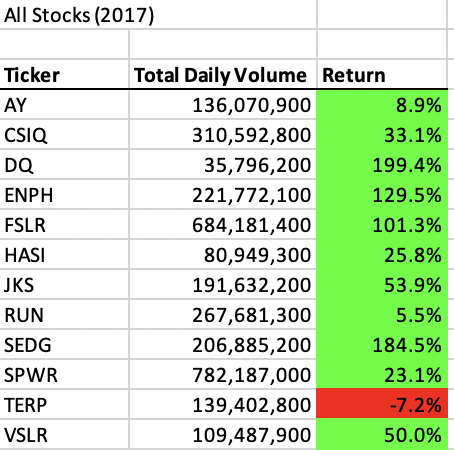 All Stocks (2017)
Ticker Total Daily Volume Return
AY 136,070,900 8.9%
CSIQ 310,592,800 33.1%
DQ 35,796,200 199.4%
ENPH 221,772,100 129.5%
FSLR 684,181,400 101.3%
HASI 80,949,300 25.8%
JKS 191,632,200 53.9%
RUN 267,681,300 5.5%
SEDG 206,885,200 184.5%
SPWR 782,187,000 23.1%
TERP 139,402,800 -7.2%
VSLR 109,487,900 50.0%